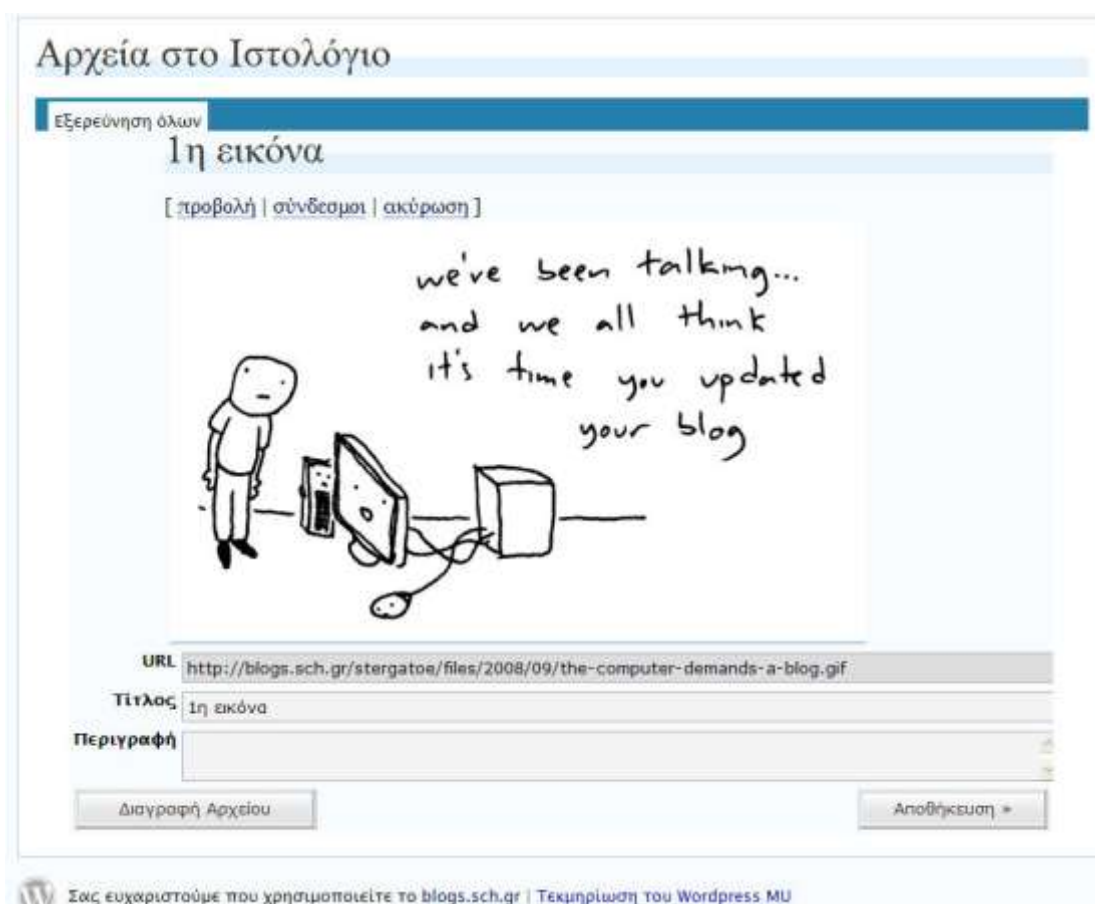 Αρχεία στο Ιστολόγιο
Εξερεύνηση όλων
1η εικόνα
[ προβολή | σύνδεσμοι | ακύρωση ]
we've been talking...
and we all think
it's time you updated
your blog
URL http://blogs.sch.gr/stergatoe/files/2008/09/the-computer-demands-a-blog.gif
Τίτλος 1η εικόνα
Περιγραφή
Διαγραφή Αρχείου Αποθήκευση »
Σας ευχαριστούμε που χρησιμοποιείτε το blogs.sch.gr | Τεκμηρίωση του Wordpress MU